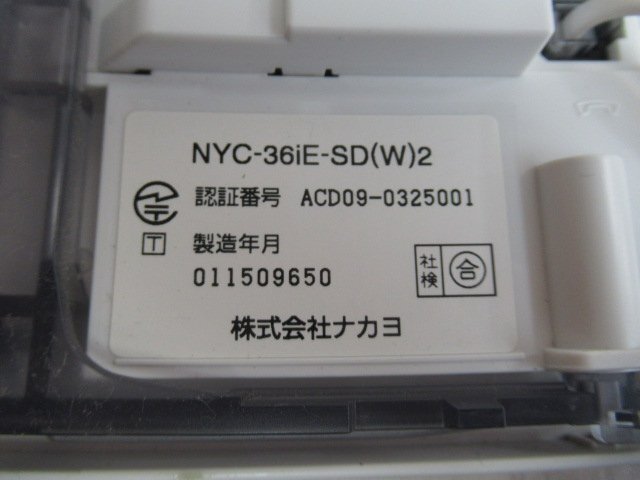 NYC-36iE-SD(W)2
認証番号 ACD09-0325001
T 製造年月
011509650
社検 合
株式会社ナカヨ